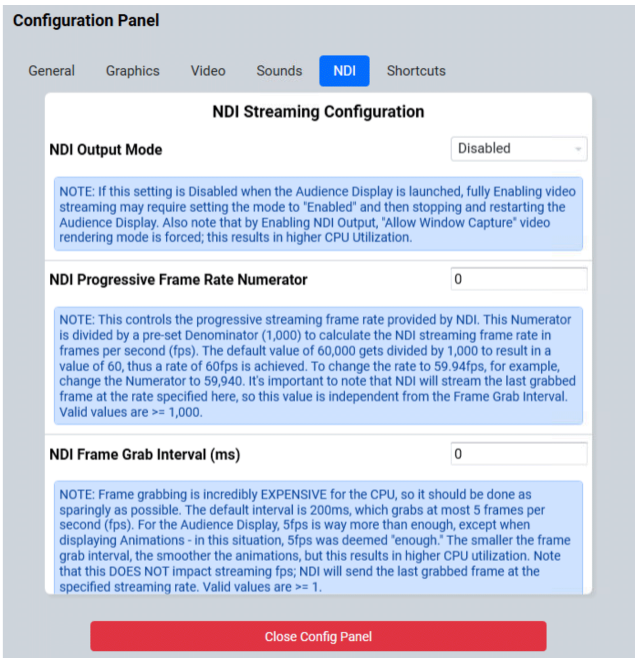 Configuration Panel
General Graphics Video Sounds NDI Shortcuts
NDI Streaming Configuration
NDI Output Mode Disabled
NOTE: If this setting is Disabled when the Audience Display is launched, fully Enabling video
streaming may require setting the mode to "Enabled" and then stopping and restarting the
Audience Display. Also note that by Enabling NDI Output, "Allow Window Capture" video
rendering mode is forced; this results in higher CPU Utilization.
NDI Progressive Frame Rate Numerator 0
NOTE: This controls the progressive streaming frame rate provided by NDI. This Numerator
is divided by a pre-set Denominator (1,000) to calculate the NDI streaming frame rate in
frames per second (fps). The default value of 60,000 gets divided by 1,000 to result in a
value of 60, thus a rate of 60fps is achieved. To change the rate to 59.94fps, for example,
change the Numerator to 59,940. It's important to note that NDI will stream the last grabbed
frame at the rate specified here, so this value is independent from the Frame Grab Interval.
Valid values are >= 1,000.
NDI Frame Grab Interval (ms) 0
NOTE: Frame grabbing is incredibly EXPENSIVE for the CPU, so it should be done as
sparingly as possible. The default interval is 200ms, which grabs at most 5 frames per
second (fps). For the Audience Display, 5fps is way more than enough, except when
displaying Animations - in this situation, 5fps was deemed "enough." The smaller the frame
grab interval, the smoother the animations, but this results in higher CPU utilization. Note
that this DOES NOT impact streaming fps; NDI will send the last grabbed frame at the
specified streaming rate. Valid values are >= 1.
Close Config Panel